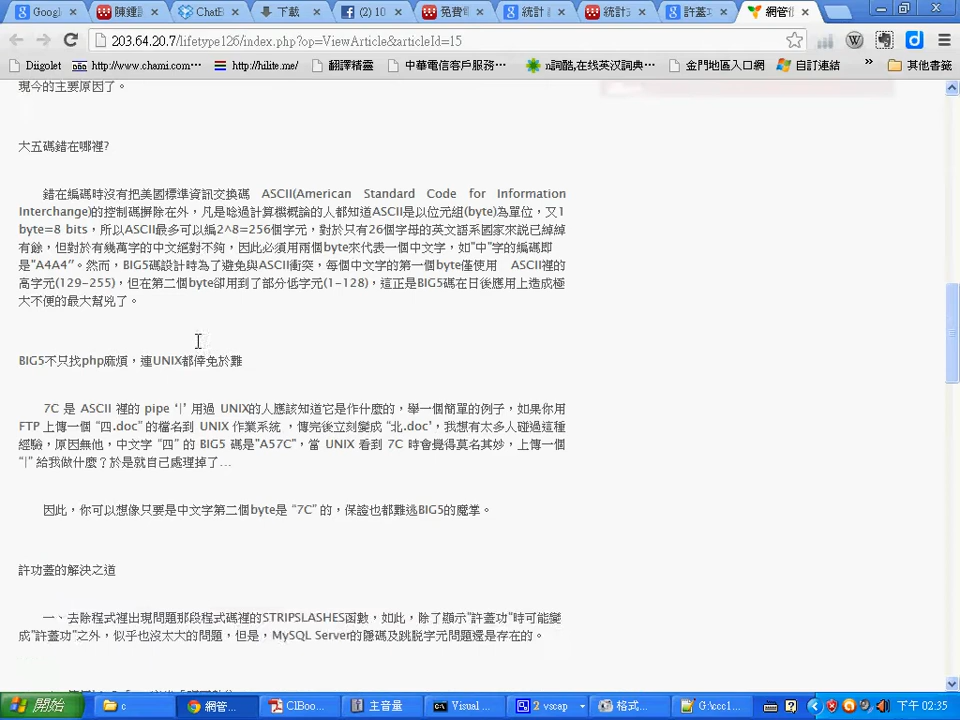 Googl
陳鍾
ChatB
下載
(2) 10
免費
統計
統計
許蓋
網管
203.64.20.7/lifetype126/index.php?op=ViewArticle&articleId=15
Diigolet
http://www.chami.com...
http://hilite.me/
翻譯精靈
中華電信客戶服務...
n詞酷,在线英汉詞典...
金門地區入口網
自訂連結
»
其他書籤
現今的主要原因了。
大五碼錯在哪裡?
錯在編碼時沒有把美國標準資訊交換碼 ASCII(American Standard Code for Information
Interchange)的控制碼摒除在外，凡是唸過計算機概論的人都知道ASCII是以位元組(byte)為單位，又1
byte=8 bits，所以ASCII最多可以編2^8=256個字元，對於只有26個字母的英文語系國家來說已綽綽
有餘，但對於有幾萬字的中文絕對不夠，因此必須用兩個byte來代表一個中文字，如"中"字的編碼即
是"A4A4"。然而，BIG5碼設計時為了避免與ASCII衝突，每個中文字的第一個byte僅使用 ASCII裡的
高字元(129-255)，但在第二個byte卻用到了部分低字元(1-128)，這正是BIG5碼在日後應用上造成極
大不便的最大幫兇了。
BIG5不只找php麻煩，連UNIX都倖免於難
7C 是 ASCII 裡的 pipe ‘|’ 用過 UNIX的人應該知道它是作什麼的，舉一個簡單的例子，如果你用
FTP 上傳一個 “四.doc” 的檔名到 UNIX 作業系統 ，傳完後立刻變成 “北.doc’，我想有太多人碰過這種
經驗，原因無他，中文字 “四” 的 BIG5 碼是"A57C"，當 UNIX 看到 7C 時會覺得莫名其妙，上傳一個
“|” 給我做什麼？於是就自己處理掉了…
因此，你可以想像只要是中文字第二個byte是 “7C” 的，保證也都難逃BIG5的魔掌。
許功蓋的解決之道
一、去除程式裡出現問題那段程式碼裡的STRIPSLASHES函數，如此，除了顯示"許蓋功"時可能變
成"許蓋功"之外，似乎也沒太大的問題，但是，MySQL Server的隱碼及跳脫字元問題還是存在的。
開始
c
網管...
ClBoo...
主音量
Visual ...
2 vscap
格式...
G:\ccc1...
下午 02:35